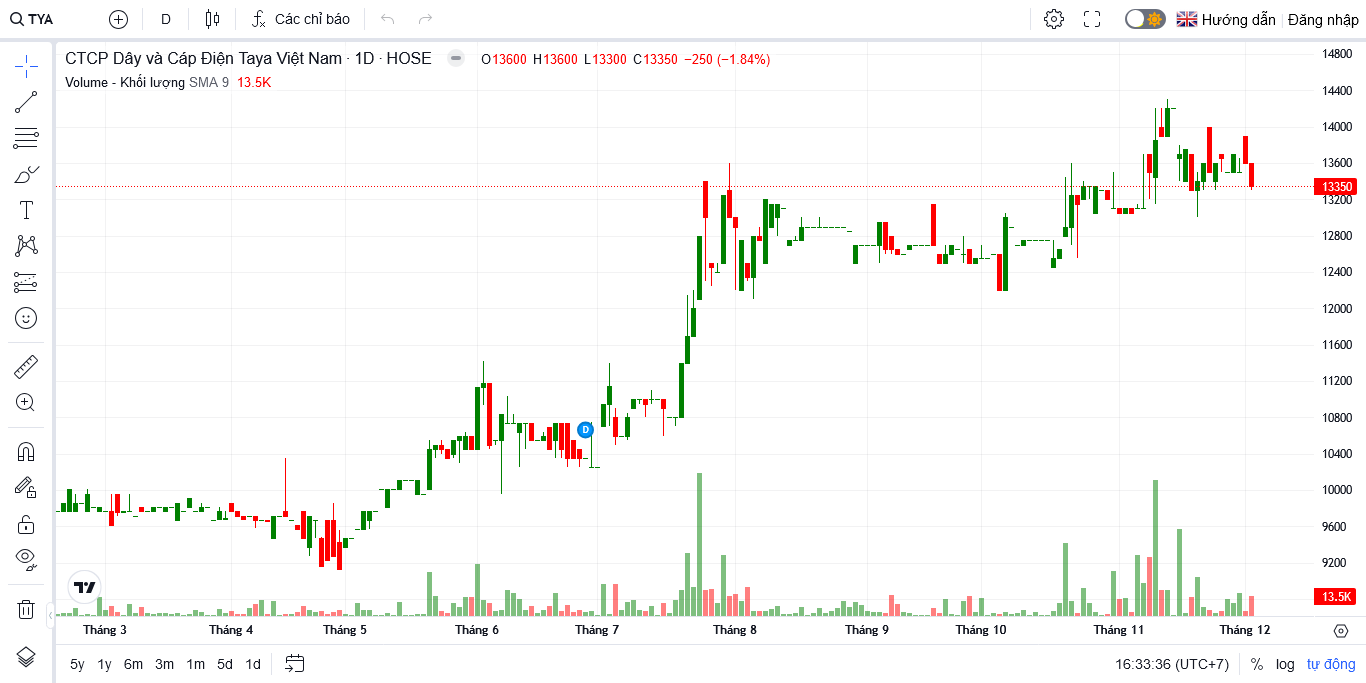 TYA D Các chỉ báo Hướng dẫn Đăng nhập
CTCP Dây và Cáp Điện Taya Việt Nam · 1D · HOSE O13600 H13600 L13300 C13350 −250 (−1.84%)
Volume - Khối lượng SMA 9 13.5K
14800
14400
14000
13600
13350
13200
12800
12400
12000
11600
11200
10800
10400
10000
9600
9200
13.5K
D
Tháng 3 Tháng 4 Tháng 5 Tháng 6 Tháng 7 Tháng 8 Tháng 9 Tháng 10 Tháng 11 Tháng 12
5y 1y 6m 3m 1m 5d 1d 16:33:36 (UTC+7) % log tự động